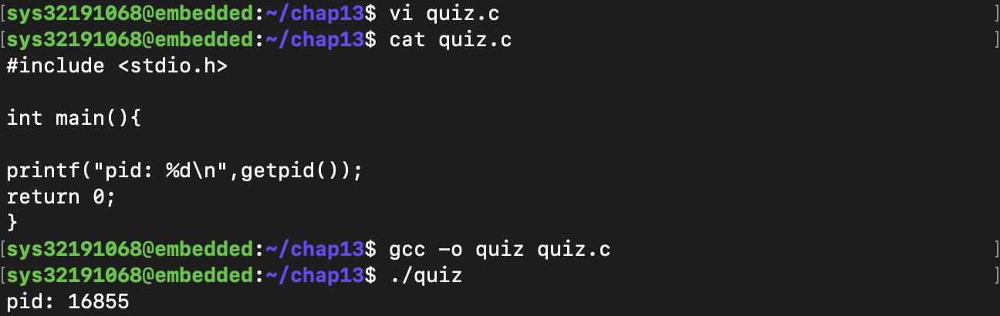 [sys32191068@embedded:~/chap13$ vi quiz.c ]
[sys32191068@embedded:~/chap13$ cat quiz.c ]
#include <stdio.h>
int main(){
printf("pid: %d\n",getpid());
return 0;
}
[sys32191068@embedded:~/chap13$ gcc -o quiz quiz.c ]
[sys32191068@embedded:~/chap13$ ./quiz ]
pid: 16855